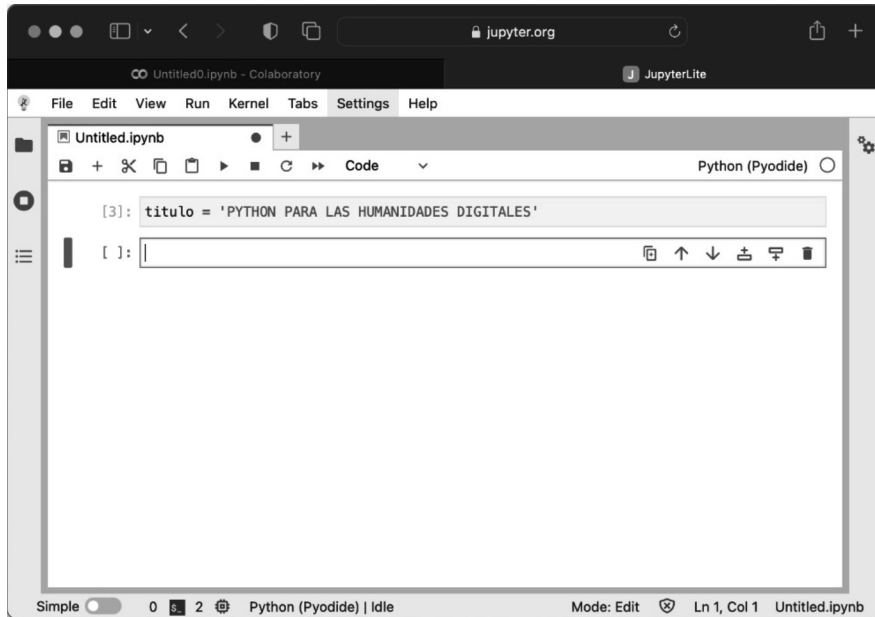 jupyter.org
Untitled0.ipynb - Colaboratory
J JupyterLite
File Edit View Run Kernel Tabs Settings Help
Untitled.ipynb
Code
Python (Pyodide)
[3]: titulo = 'PYTHON PARA LAS HUMANIDADES DIGITALES'
[ ]:
Simple 0 2 Python (Pyodide) | Idle Mode: Edit Ln 1, Col 1 Untitled.ipynb